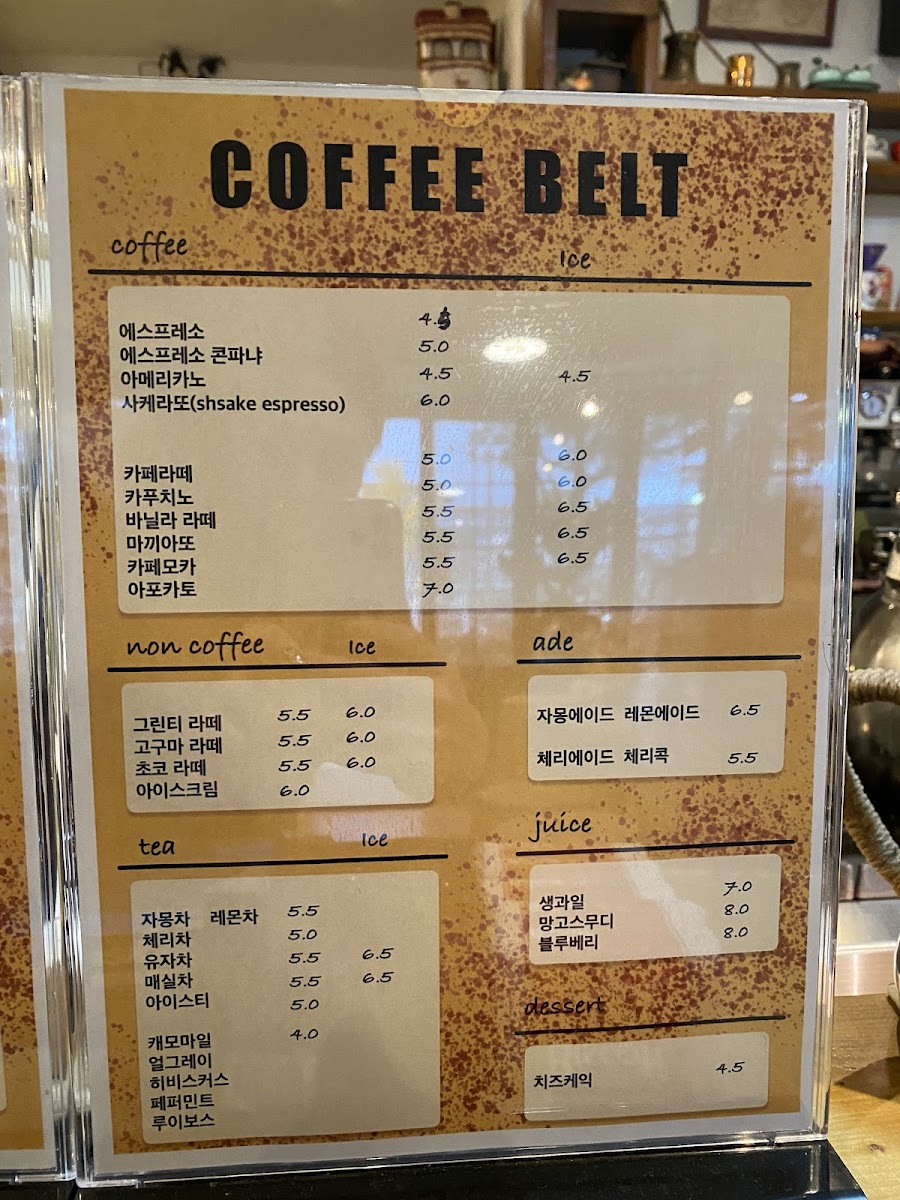 COFFEE BELT
coffee Ice
에스프레소 4.5
에스프레소 콘파냐 5.0
아메리카노 4.5 4.5
사케라또(shsake espresso) 6.0
카페라떼 5.0 6.0
카푸치노 5.0 6.0
바닐라 라떼 5.5 6.5
마끼아또 5.5 6.5
카페모카 5.5 6.5
아포카토 7.0
non coffee Ice
그린티 라떼 5.5 6.0
고구마 라떼 5.5 6.0
초코 라떼 5.5 6.0
아이스크림 6.0
ade
자몽에이드 레몬에이드 6.5
체리에이드 체리콕 5.5
tea Ice
자몽차 레몬차 5.5
체리차 5.0
유자차 5.5 6.5
매실차 5.5 6.5
아이스티 5.0
캐모마일 4.0
얼그레이
히비스커스
페퍼민트
루이보스
juice
생과일 7.0
망고스무디 8.0
블루베리 8.0
dessert
치즈케익 4.5